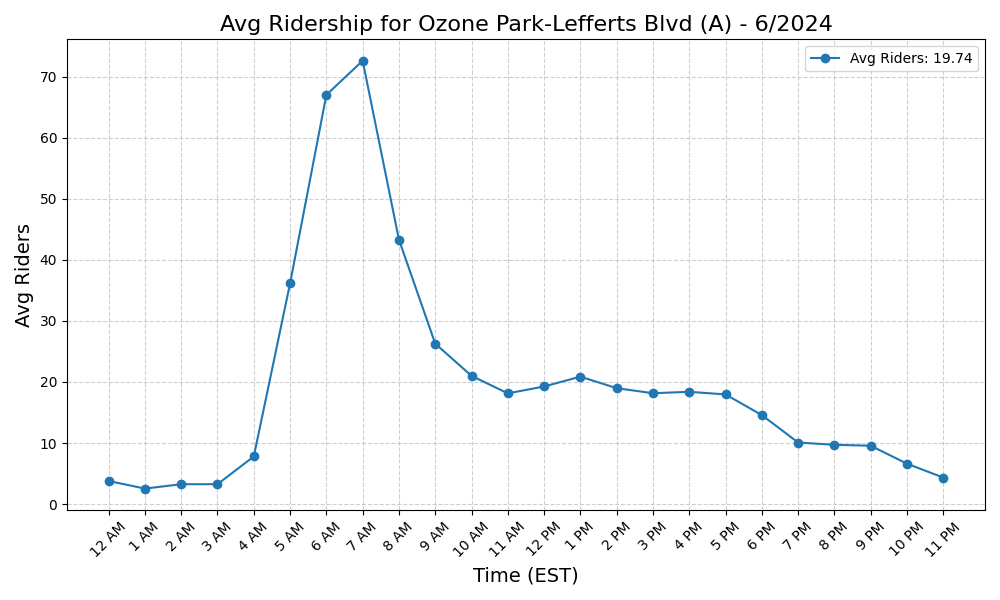 Avg Ridership for Ozone Park-Lefferts Blvd (A) - 6/2024
Avg Riders: 19.74
Avg Riders
70
60
50
40
30
20
10
0
12 AM
1 AM
2 AM
3 AM
4 AM
5 AM
6 AM
7 AM
8 AM
9 AM
10 AM
11 AM
12 PM
1 PM
2 PM
3 PM
4 PM
5 PM
6 PM
7 PM
8 PM
9 PM
10 PM
11 PM
Time (EST)